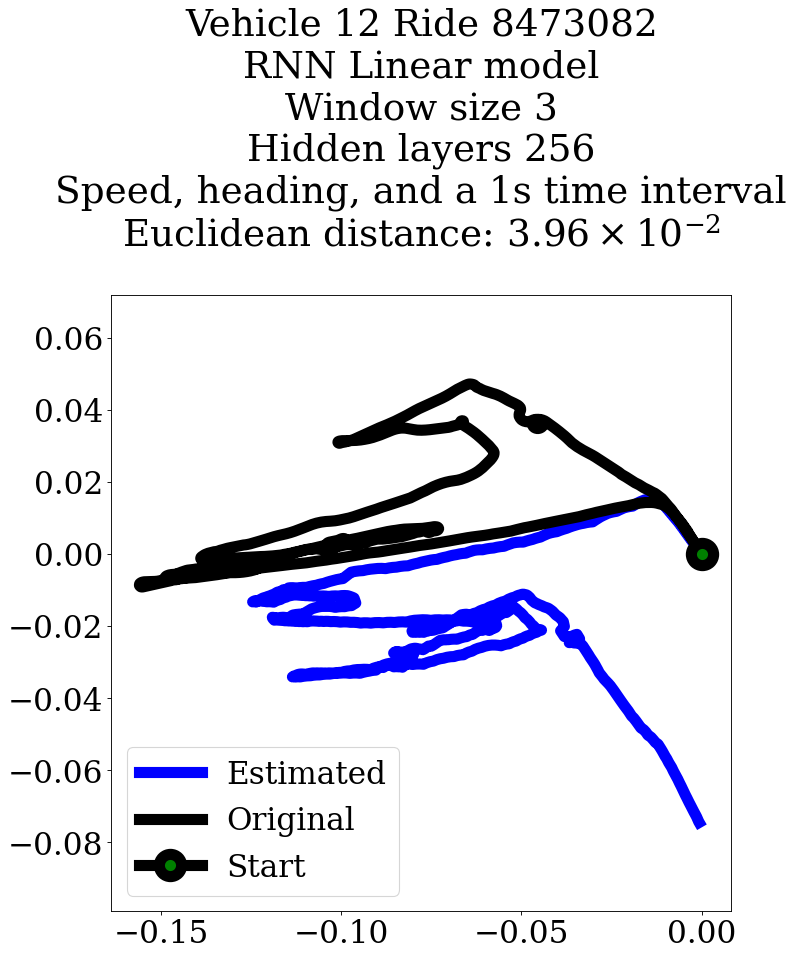 Vehicle 12 Ride 8473082
RNN Linear model
Window size 3
Hidden layers 256
Speed, heading, and a 1s time interval
Euclidean distance: 3.96 × 10⁻²
0.06
0.04
0.02
0.00
−0.02
−0.04
−0.06
−0.08
Estimated
Original
Start
−0.15 −0.10 −0.05 0.00